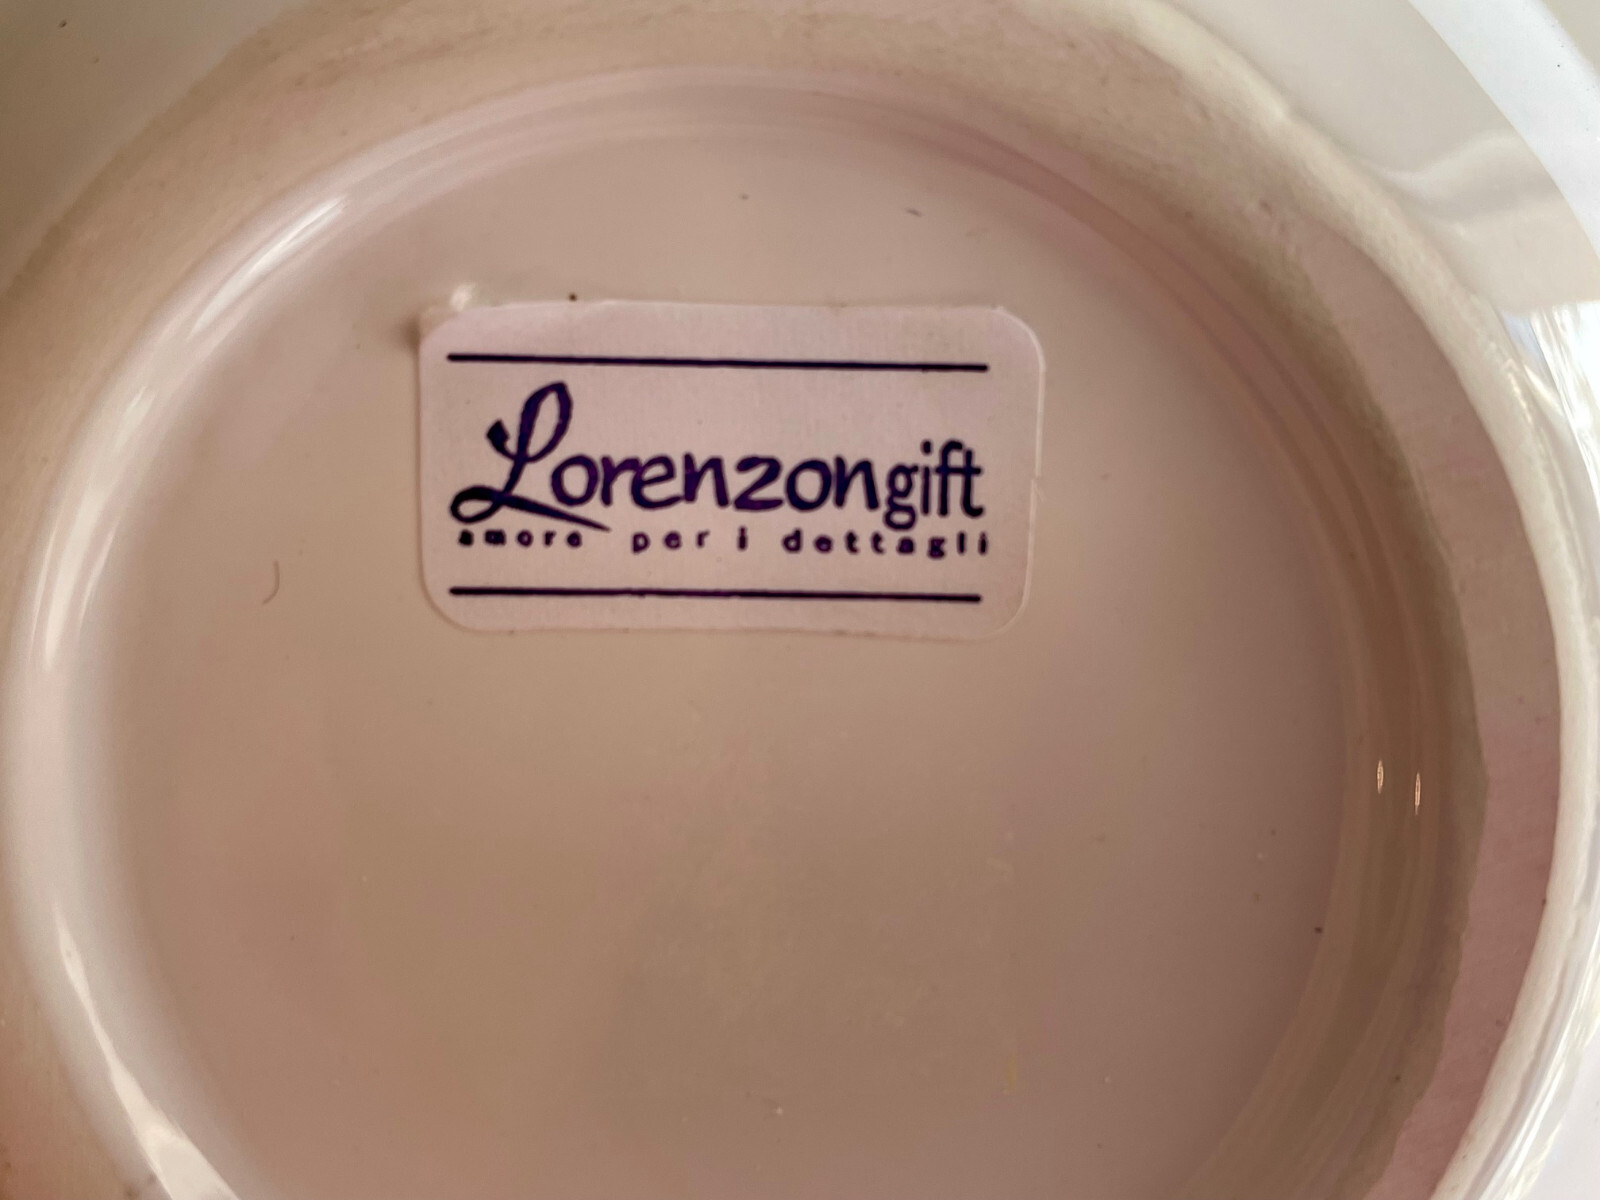 Lorenzongift
amore per i dettagli